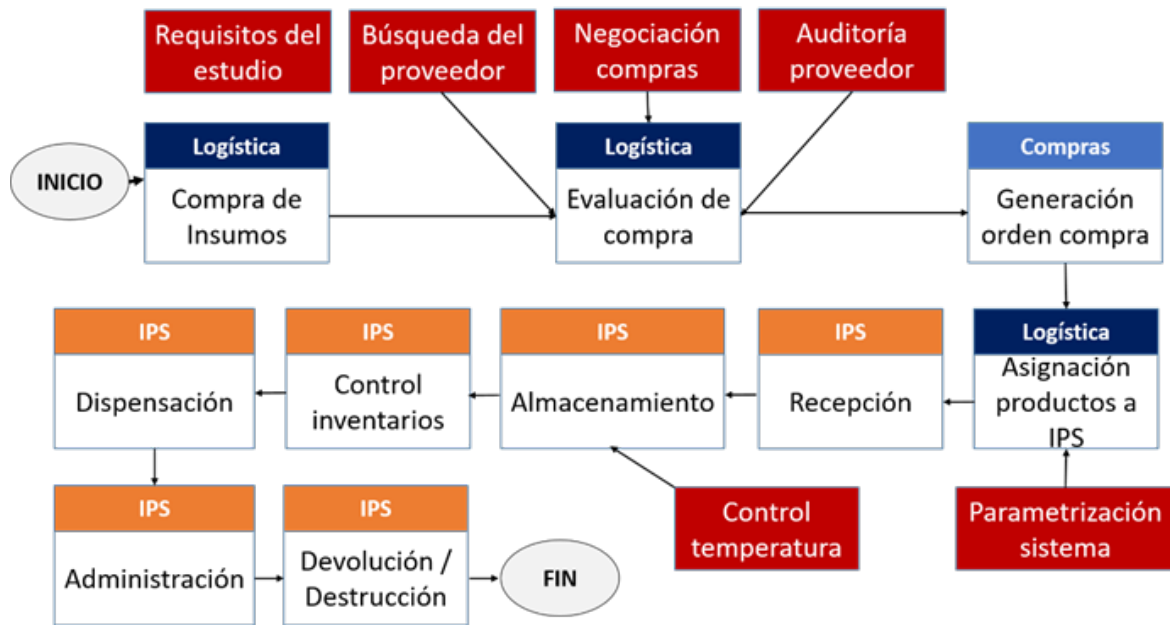 Requisitos del
estudio
Búsqueda del
proveedor
Negociación
compras
Auditoría
proveedor
INICIO
Logística
Compra de
Insumos
Logística
Evaluación de
compra
Compras
Generación
orden compra
IPS
Dispensación
IPS
Control
inventarios
IPS
Almacenamiento
IPS
Recepción
Logística
Asignación
productos a
IPS
IPS
Administración
IPS
Devolución /
Destrucción
FIN
Control
temperatura
Parametrización
sistema